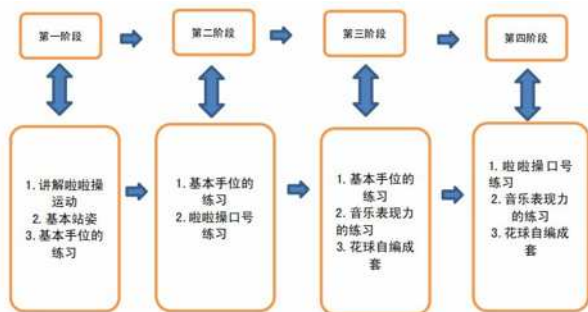 第一阶段
第二阶段
第三阶段
第四阶段
1. 讲解啦啦操
运动
2. 基本站姿
3. 基本手位的
练习
1. 基本手位的
练习
2. 啦啦操口号
练习
1. 基本手位的
练习
2. 音乐表现力
的练习
3. 花球自编成
套
1. 啦啦操口号
练习
2. 音乐表现力
的练习
3. 花球自编成
套